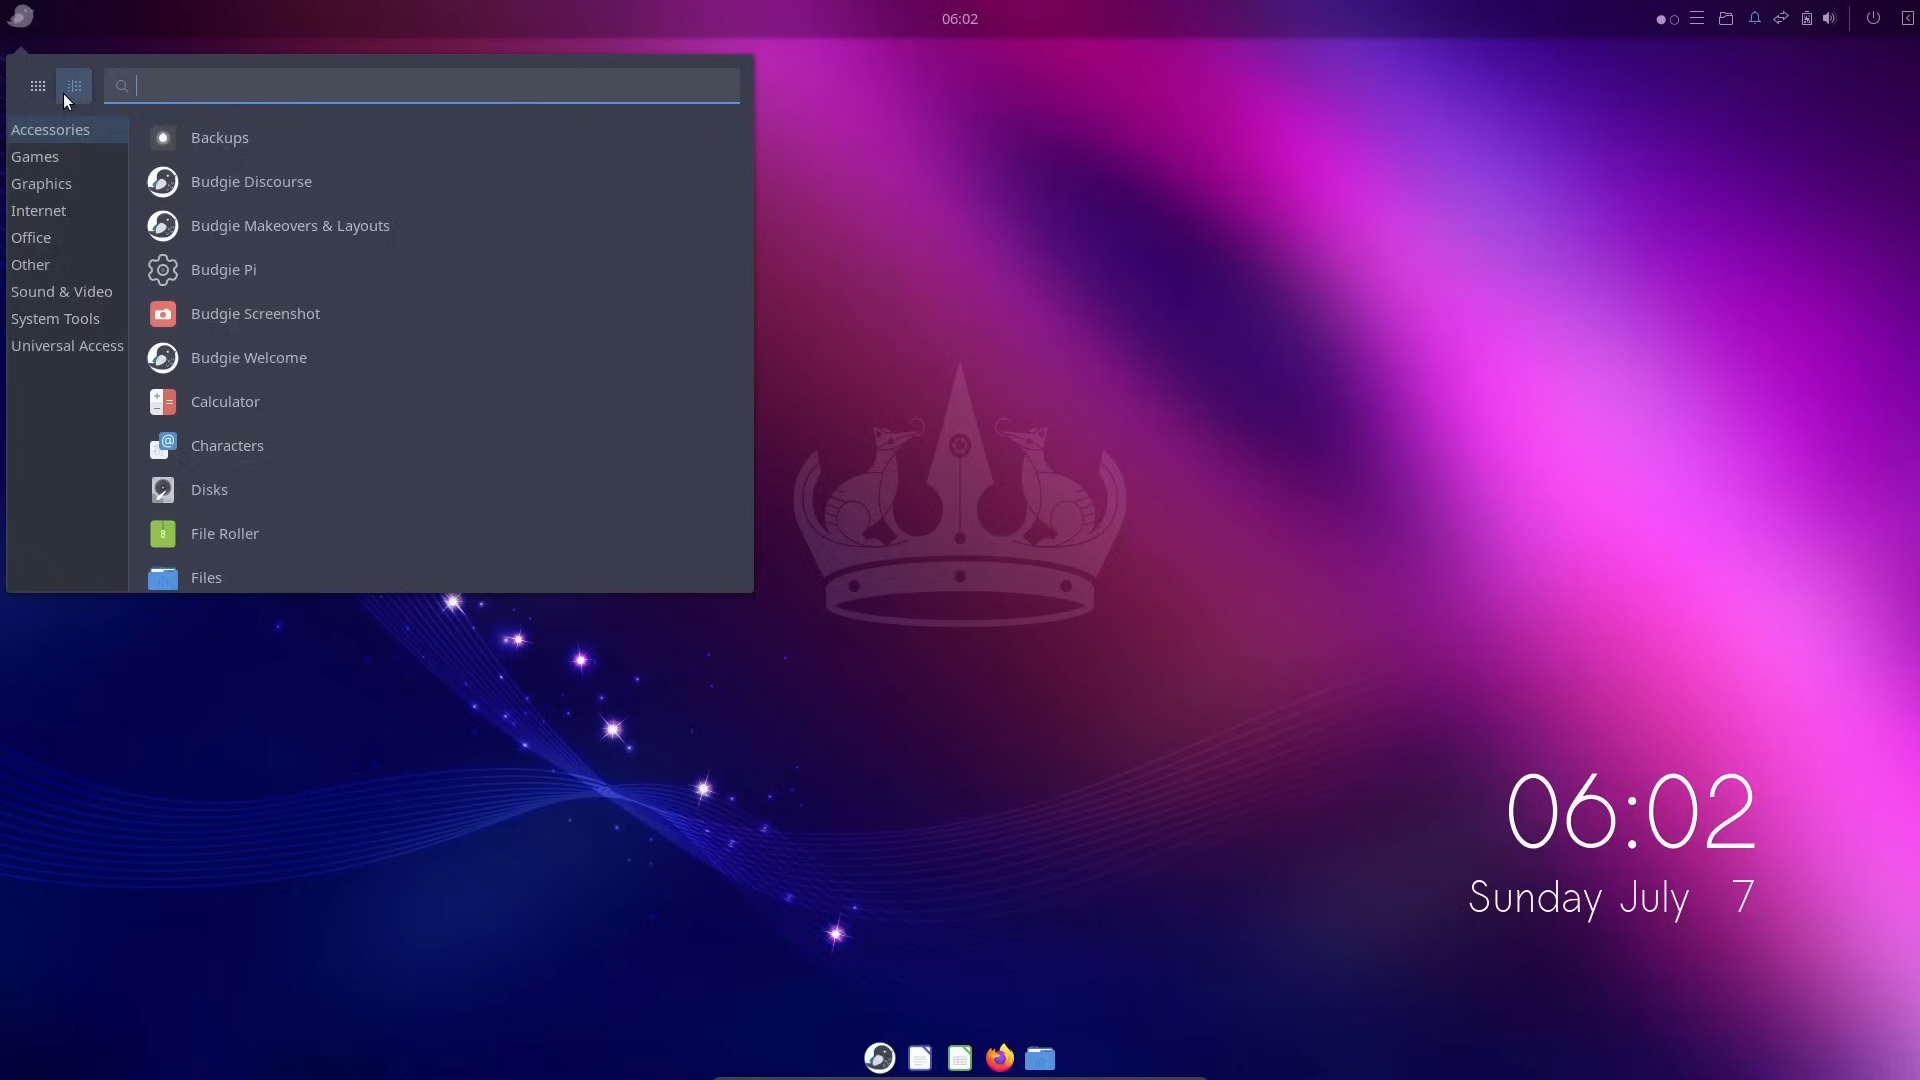 06:02
Accessories
Games
Graphics
Internet
Office
Other
Sound & Video
System Tools
Universal Access
Backups
Budgie Discourse
Budgie Makeovers & Layouts
Budgie Pi
Budgie Screenshot
Budgie Welcome
Calculator
Characters
Disks
File Roller
Files
06:02
Sunday July 7